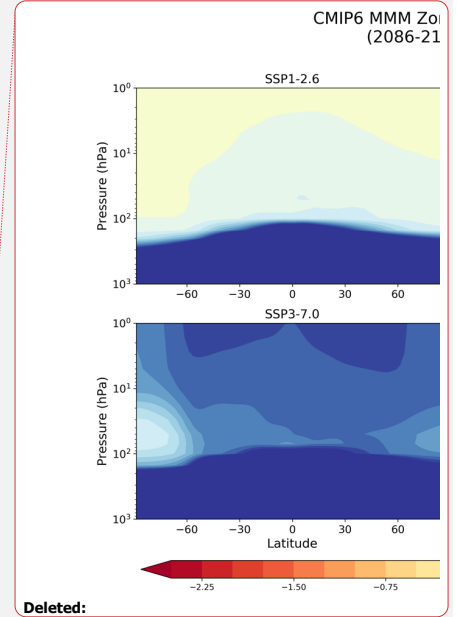 CMIP6 MMM Zo
(2086-21
SSP1-2.6
10⁰
10¹
10²
10³
Pressure (hPa)
−60 −30 0 30 60
SSP3-7.0
10⁰
10¹
10²
10³
Pressure (hPa)
−60 −30 0 30 60
Latitude
−2.25 −1.50 −0.75
Deleted: